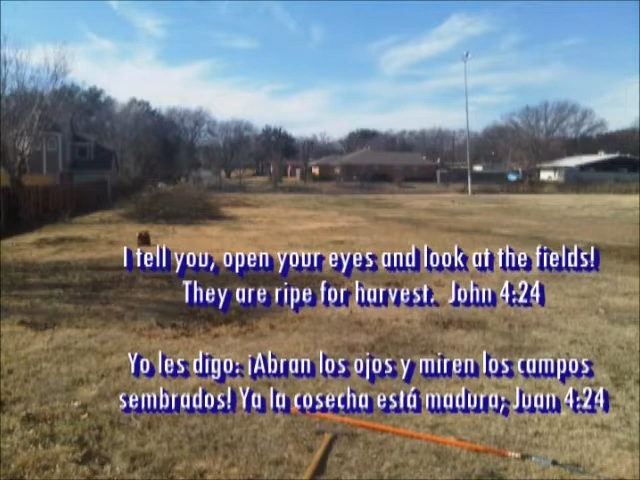 I tell you, open your eyes and look at the fields!
They are ripe for harvest.  John 4:24
Yo les digo: ¡Abran los ojos y miren los campos
sembrados! Ya la cosecha está madura; Juan 4:24